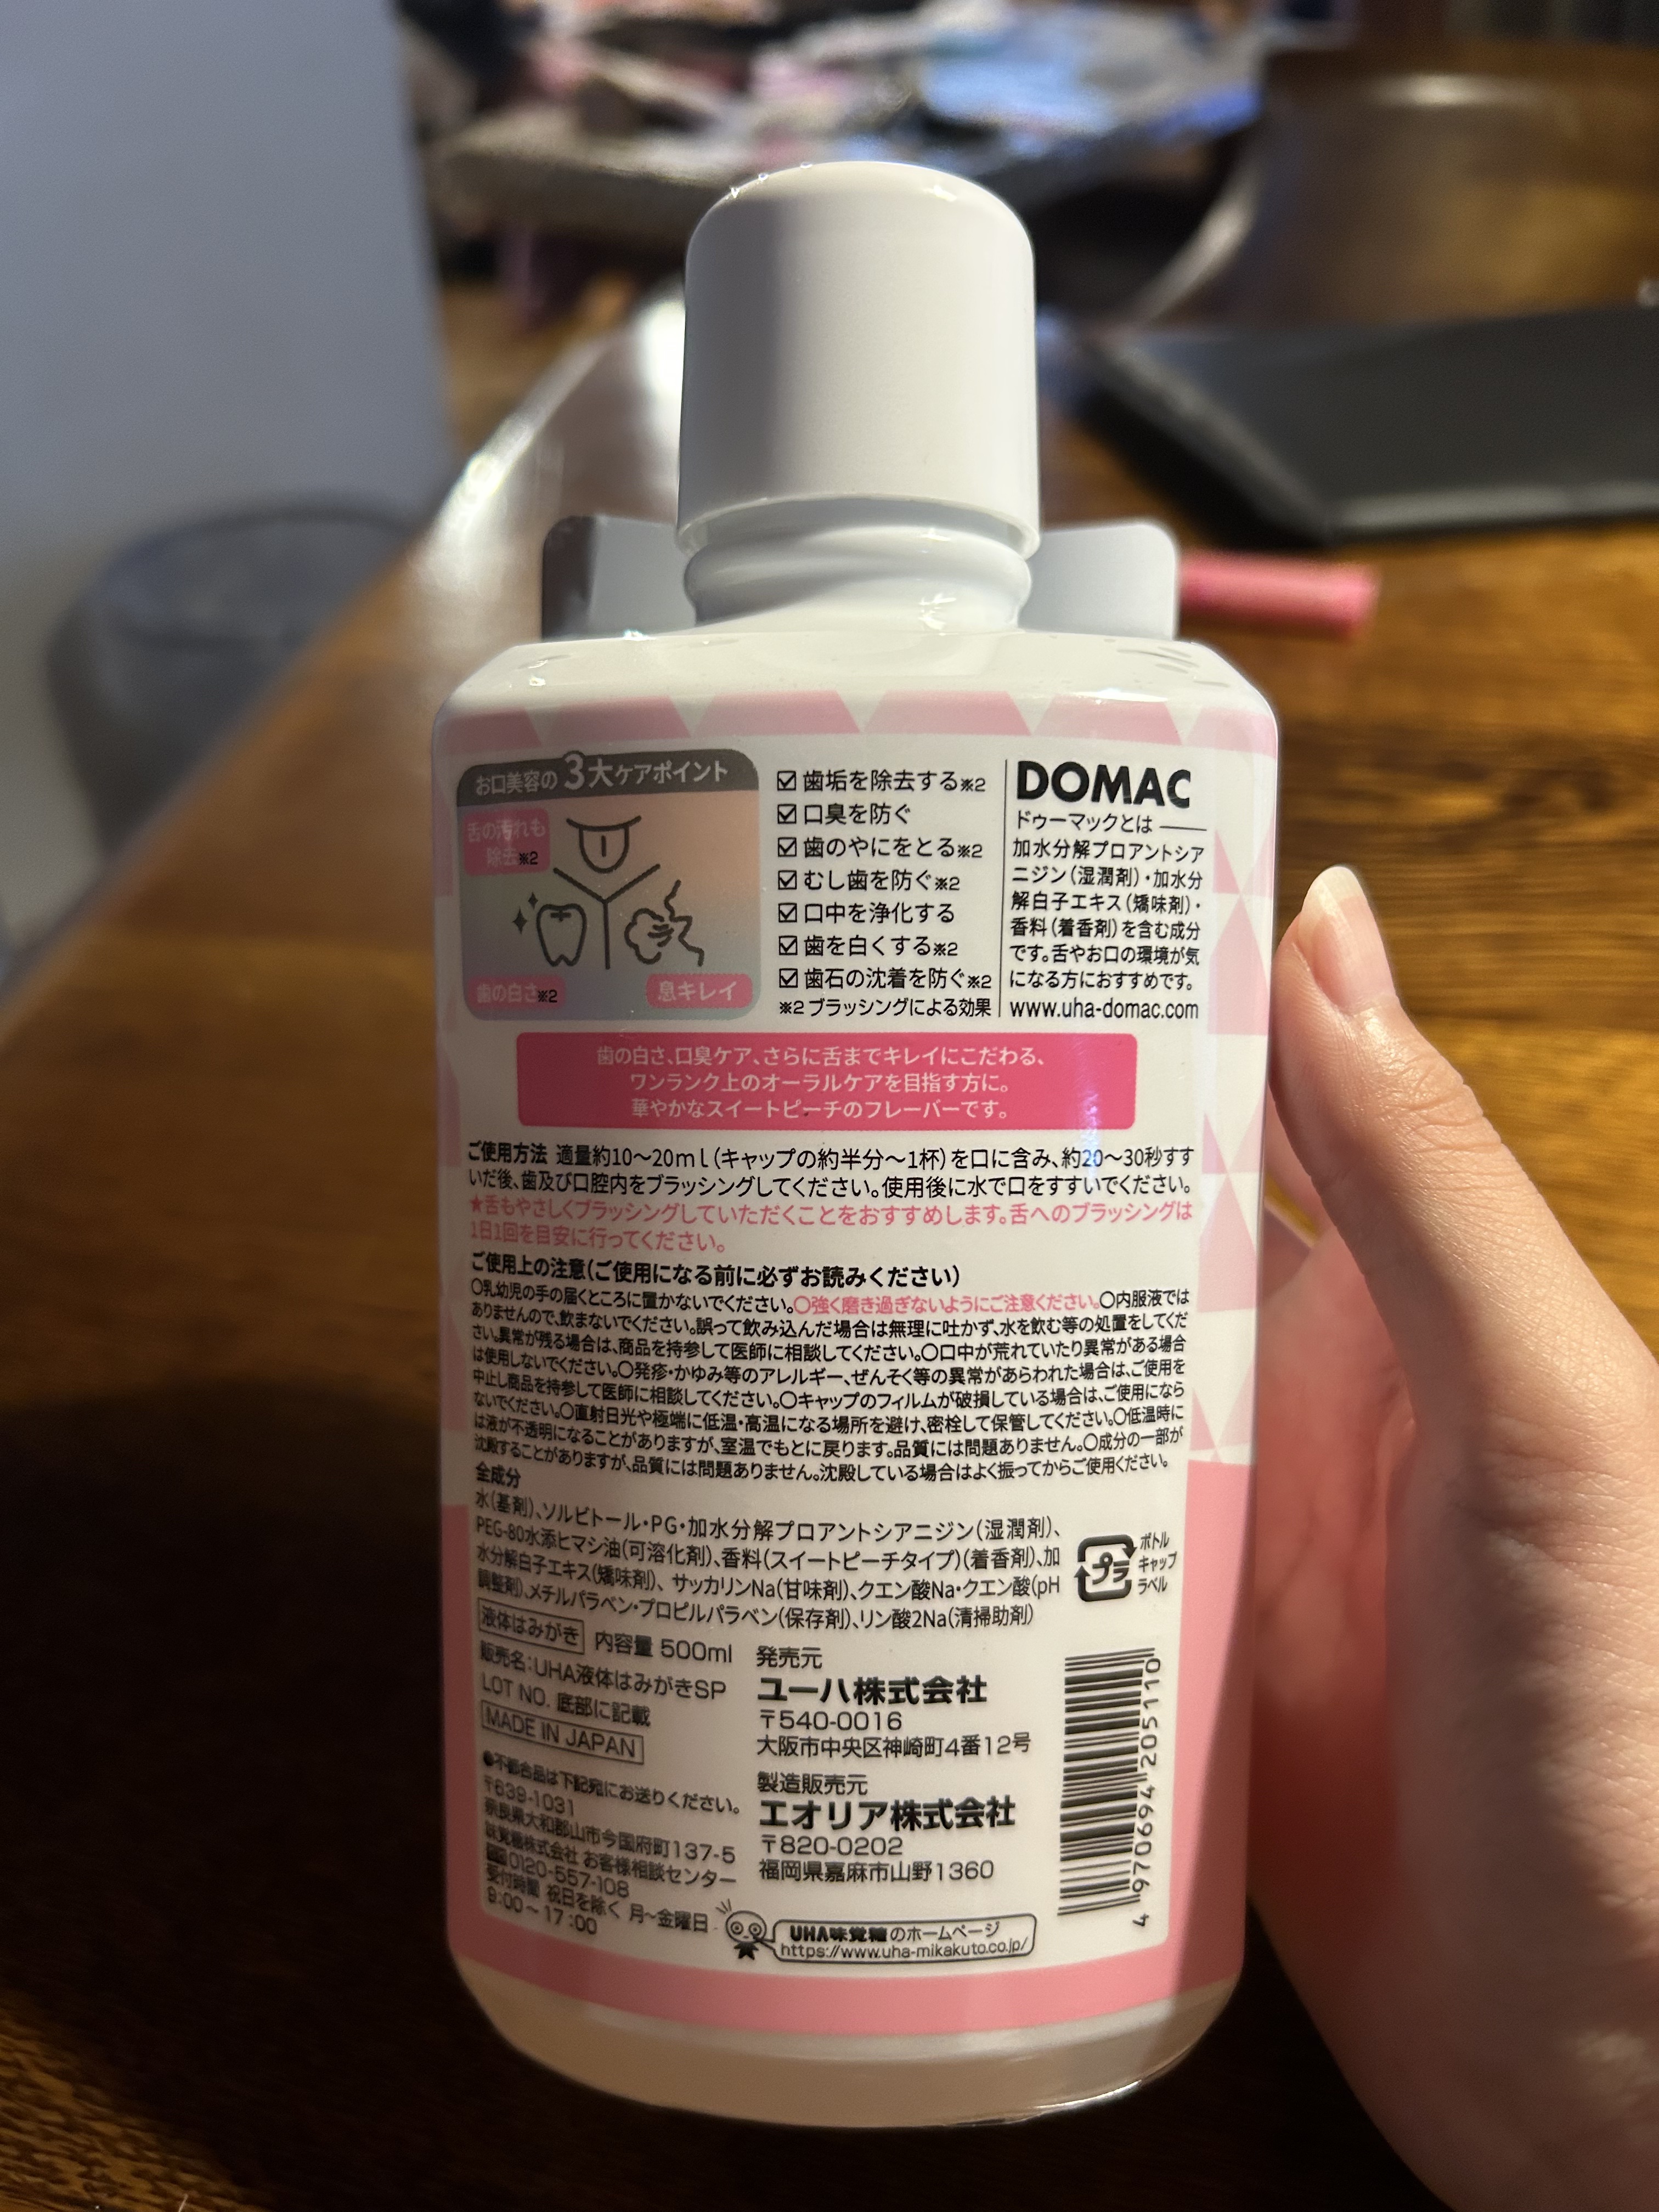 お口美容の3大ケアポイント
舌の汚れも
除去※2
歯の白さ※2
息キレイ
☑歯垢を除去する※2
☑口臭を防ぐ
☑歯のやにをとる※2
☑むし歯を防ぐ※2
☑口中を浄化する
☑歯を白くする※2
☑歯石の沈着を防ぐ※2
※2 ブラッシングによる効果
DOMAC
ドゥーマックとは
加水分解プロアントシア
ニジン(湿潤剤)・加水分
解白子エキス(矯味剤)・
香料(着香剤)を含む成分
です。舌やお口の環境が気
になる方におすすめです。
www.uha-domac.com
歯の白さ、口臭ケア、さらに舌までキレイにこだわる、
ワンランク上のオーラルケアを目指す方に。
華やかなスイートピーチのフレーバーです。
ご使用方法 適量約10〜20ml(キャップの約半分〜1杯)を口に含み、約20〜30秒すす
いだ後、歯及び口腔内をブラッシングしてください。使用後に水で口をすすいでください。
★舌もやさしくブラッシングしていただくことをおすすめします。舌へのブラッシングは
1日1回を目安に行ってください。
ご使用上の注意(ご使用になる前に必ずお読みください)
〇乳幼児の手の届くところに置かないでください。〇強く磨き過ぎないようにご注意ください。〇内服液では
ありませんので、飲まないでください。誤って飲み込んだ場合は無理に吐かず、水を飲む等の処置をしてくだ
さい。異常が残る場合は、商品を持参して医師に相談してください。〇口中が荒れていたり異常がある場合
は使用しないでください。〇発疹・かゆみ等のアレルギー、ぜんそく等の異常があらわれた場合は、ご使用を
中止し商品を持参して医師に相談してください。〇キャップのフィルムが破損している場合は、ご使用になら
ないでください。〇直射日光や極端に低温・高温になる場所を避け、密栓して保管してください。〇低温時に
は液が不透明になることがありますが、室温でもとに戻ります。品質には問題ありません。〇成分の一部が
沈殿することがありますが、品質には問題ありません。沈殿している場合はよく振ってからご使用ください。
全成分
水(基剤)、ソルビトール・PG・加水分解プロアントシアニジン(湿潤剤)、
PEG-80水添ヒマシ油(可溶化剤)、香料(スイートピーチタイプ)(着香剤)、加
水分解白子エキス(矯味剤)、サッカリンNa(甘味剤)、クエン酸Na・クエン酸(pH
調整剤)、メチルパラベン・プロピルパラベン(保存剤)、リン酸2Na(清掃助剤)
プラ
ボトル
キャップ
ラベル
液体はみがき 内容量 500ml
販売名:UHA液体はみがきSP
LOT NO. 底部に記載
MADE IN JAPAN
●不都合品は下記宛にお送りください。
〒639-1031
奈良県大和郡山市今国府町137-5
味覚糖株式会社 お客様相談センター
0120-557-108
受付時間 祝日を除く 月~金曜日
9:00~17:00
発売元
ユーハ株式会社
〒540-0016
大阪市中央区神崎町4番12号
製造販売元
エオリア株式会社
〒820-0202
福岡県嘉麻市山野1360
UHA味覚糖のホームページ
https://www.uha-mikakuto.co.jp/
4 970694 205110